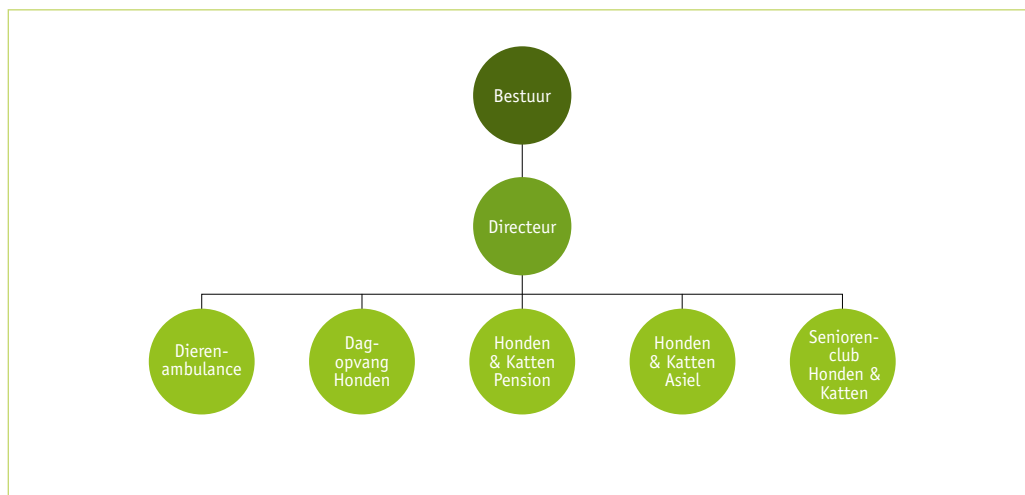 Bestuur
Directeur
Dieren-
ambulance
Dag-
opvang
Honden
Honden
& Katten
Pension
Honden
& Katten
Asiel
Senioren-
club
Honden &
Katten